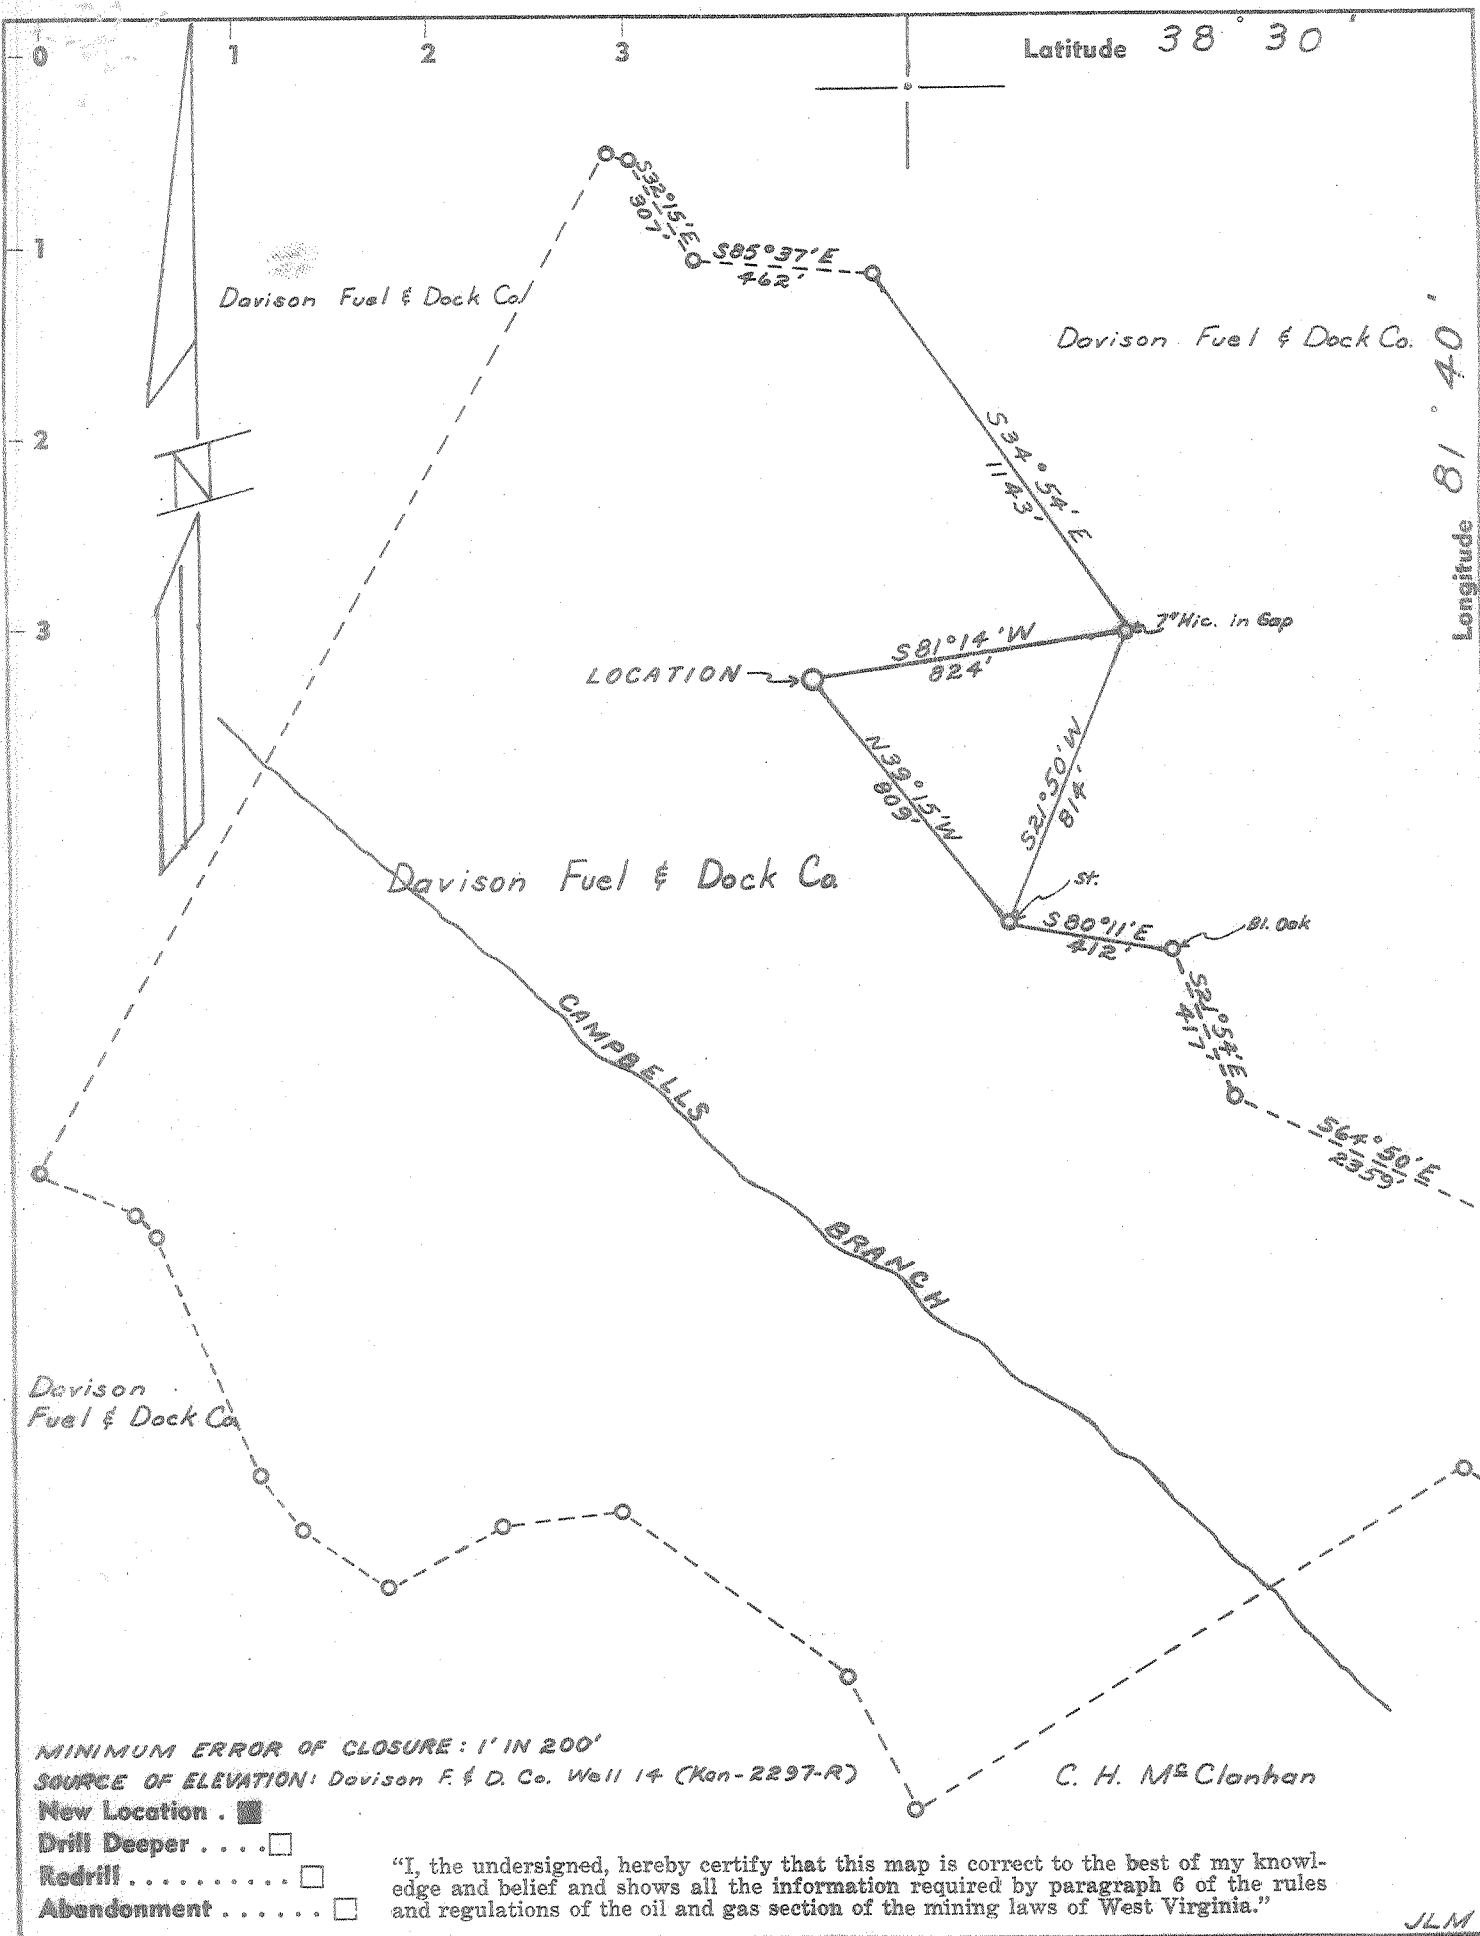 0 1 2 3
Latitude 38° 30'
1
2
3
Longitude 81° 40'
N
S32°15'E
307'
S85°37'E
462'
Davison Fuel & Dock Co.
Davison Fuel & Dock Co.
S34°54'E
1143'
7" Hic. in Gap
S81°14'W
824'
LOCATION
N39°15'W
809'
S21°50'W
814'
Davison Fuel & Dock Co.
St.
S80°11'E
412'
Bl. Oak
S21°54'E
417'
CAMPBELLS
BRANCH
S64°50'E
2359'
Davison
Fuel & Dock Co.
MINIMUM ERROR OF CLOSURE: 1' IN 200'
SOURCE OF ELEVATION: Davison F. & D. Co. Well 14 (Kan-2297-R)
C. H. McClanhan
New Location . ■
Drill Deeper . . . . □
Redrill . . . . . . . . . . □
Abandonment . . . . . . □
"I, the undersigned, hereby certify that this map is correct to the best of my knowl-
edge and belief and shows all the information required by paragraph 6 of the rules
and regulations of the oil and gas section of the mining laws of West Virginia."
JLM